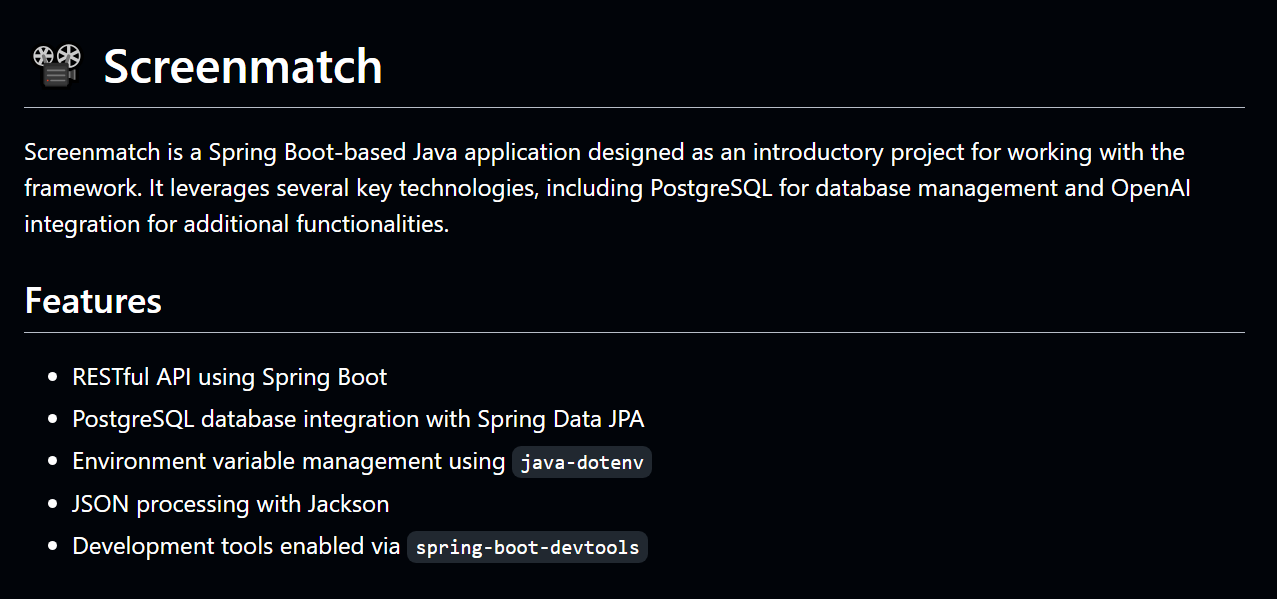 Screenmatch
Screenmatch is a Spring Boot-based Java application designed as an introductory project for working with the
framework. It leverages several key technologies, including PostgreSQL for database management and OpenAI
integration for additional functionalities.
Features
RESTful API using Spring Boot
PostgreSQL database integration with Spring Data JPA
Environment variable management using java-dotenv
JSON processing with Jackson
Development tools enabled via spring-boot-devtools